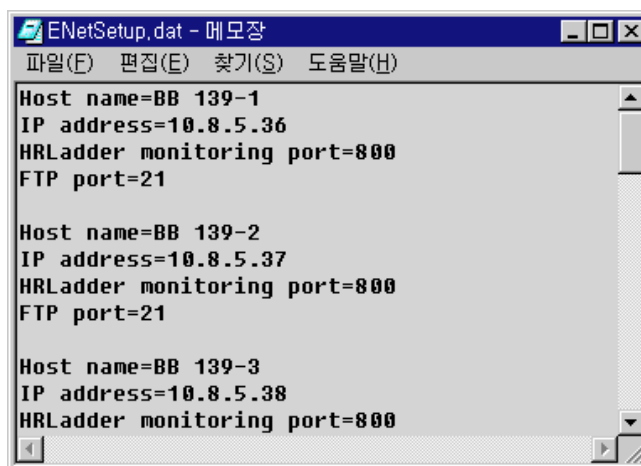 ENetSetup.dat - 메모장
파일(F) 편집(E) 찾기(S) 도움말(H)
Host name=BB 139-1
IP address=10.8.5.36
HRLadder monitoring port=800
FTP port=21
Host name=BB 139-2
IP address=10.8.5.37
HRLadder monitoring port=800
FTP port=21
Host name=BB 139-3
IP address=10.8.5.38
HRLadder monitoring port=800